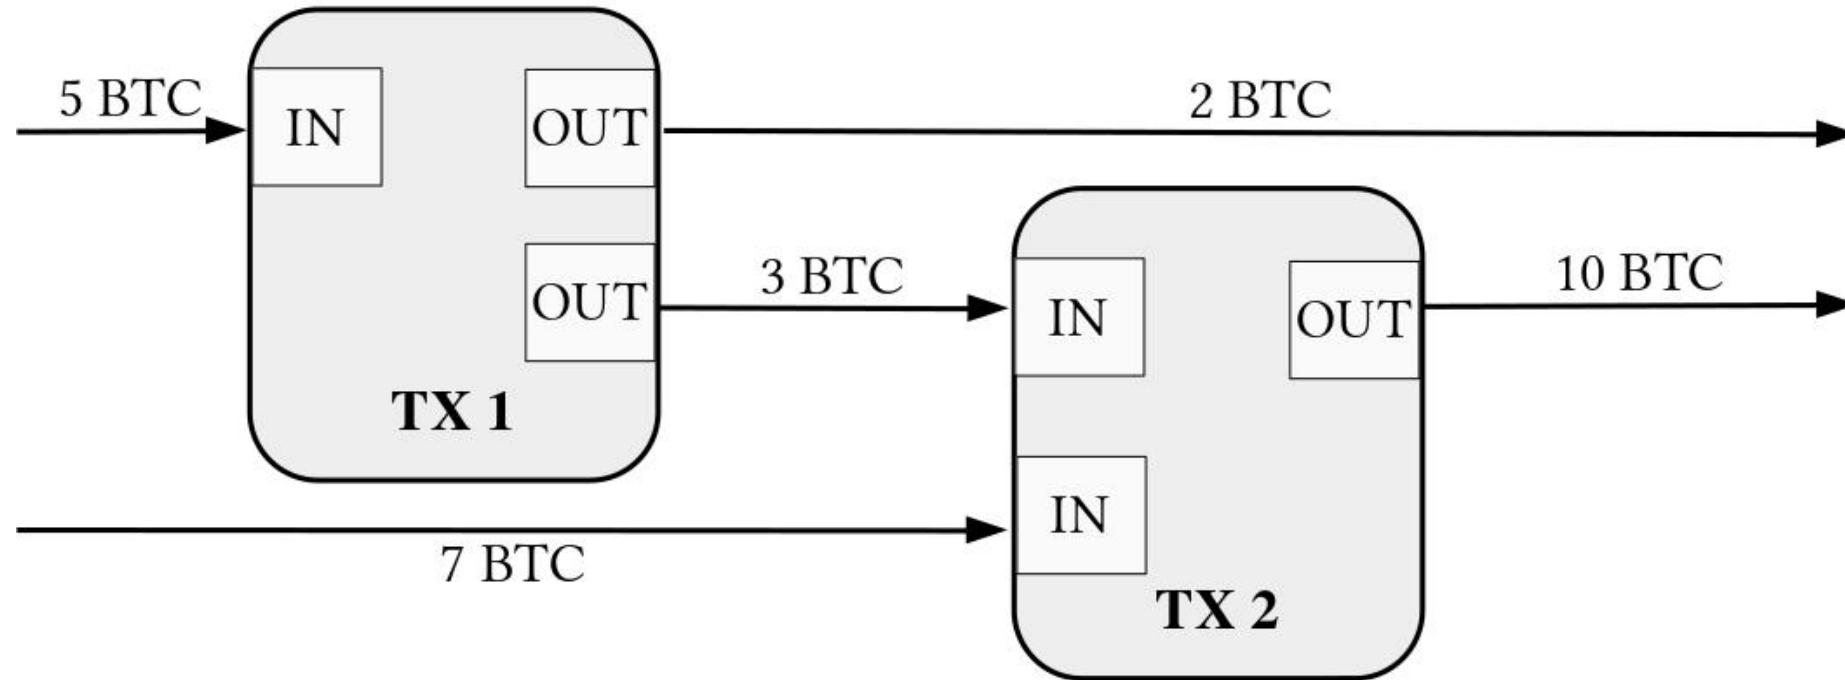 5 BTC
IN
OUT
2 BTC
OUT
3 BTC
TX 1
IN
OUT
10 BTC
7 BTC
IN
TX 2